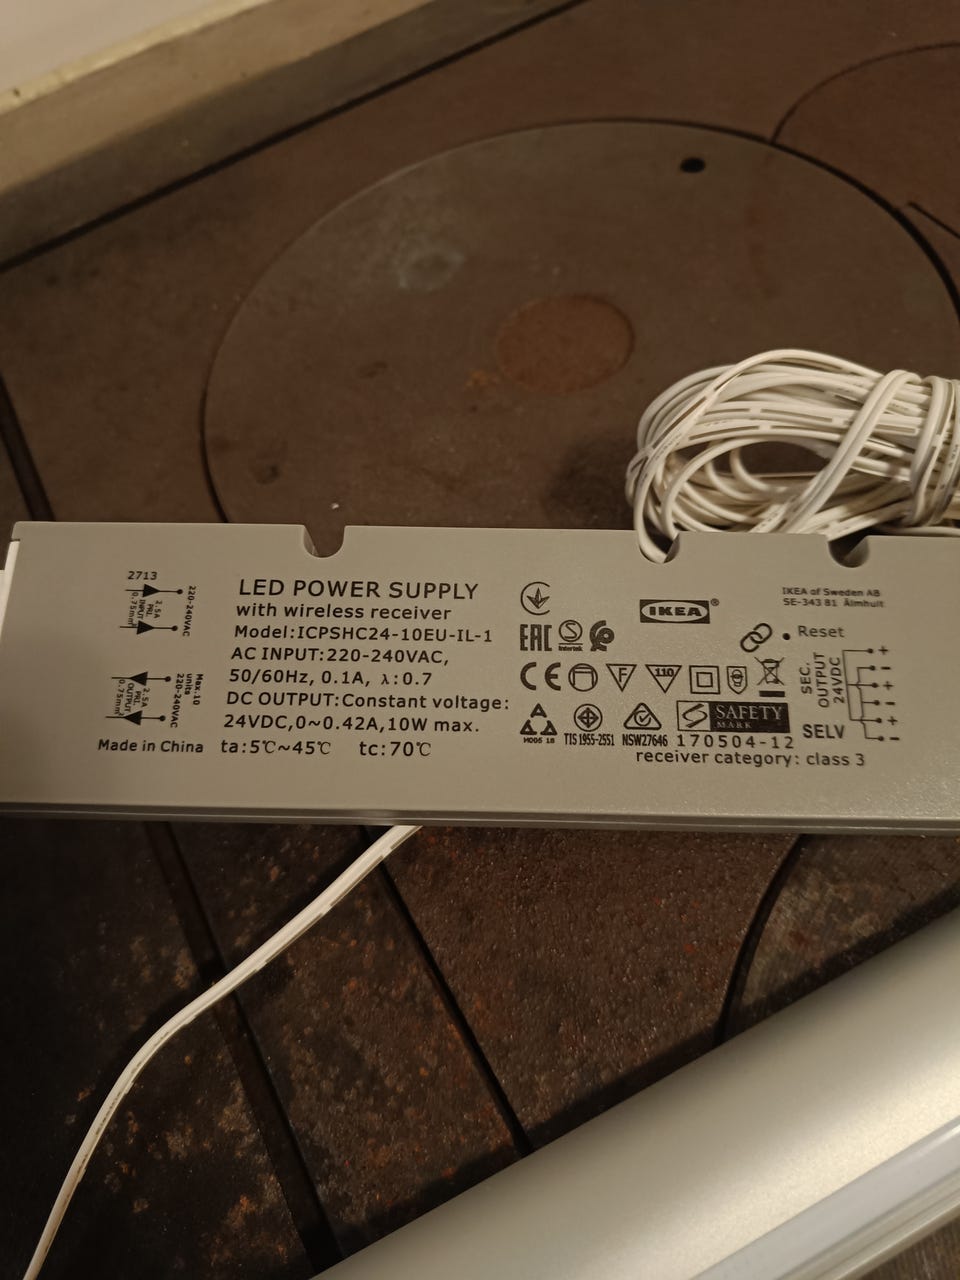 2713
220-240VAC
2.5A
PRI.
INPUT
0.75mm²
Max.10
units
220-240VAC
2.5A
PRI.
OUTPUT
0.75mm²
Made in China
LED POWER SUPPLY
with wireless receiver
Model:ICPSHC24-10EU-IL-1
AC INPUT:220-240VAC,
50/60Hz, 0.1A, λ:0.7
DC OUTPUT:Constant voltage:
24VDC,0~0.42A,10W max.
ta:5℃~45℃ tc:70℃
EAC S Intertek
CE F 110
TIS 1955-2551 NSW27646
IKEA®
SAFETY
MARK
170504-12
receiver category: class 3
IKEA of Sweden AB
SE-343 81 Älmhult
Reset
SEC.
OUTPUT
24VDC
+
-
+
-
+
-
SELV